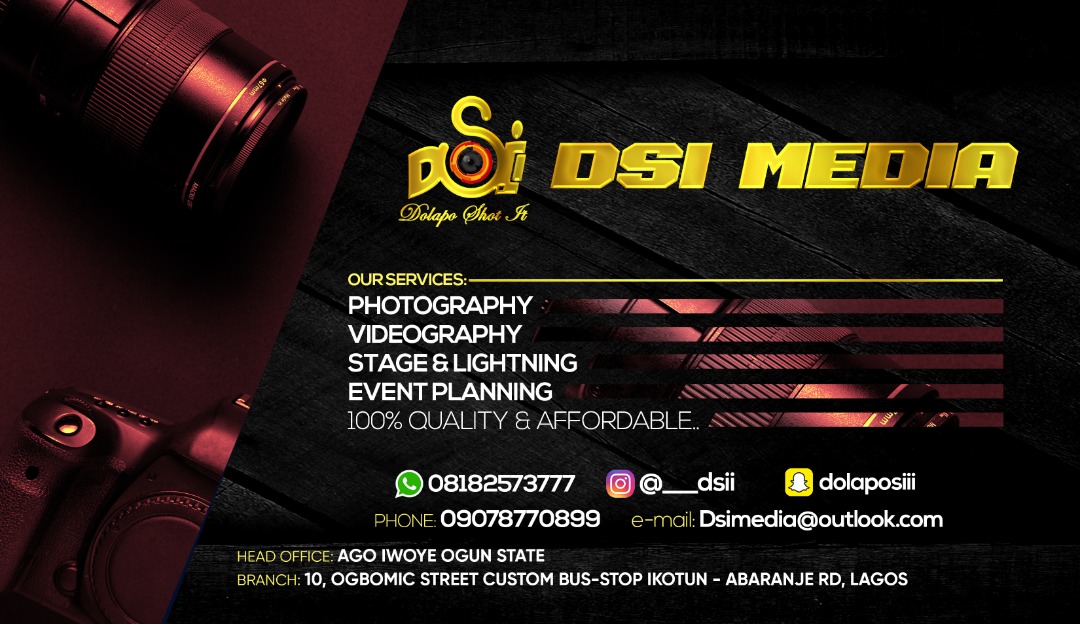 Ø67mm
DSi
Dolapo Shot It
DSI MEDIA
OUR SERVICES:
PHOTOGRAPHY
VIDEOGRAPHY
STAGE & LIGHTNING
EVENT PLANNING
100% QUALITY & AFFORDABLE..
08182573777 @___dsii dolaposiii
PHONE: 09078770899 e-mail: Dsimedia@outlook.com
HEAD OFFICE: AGO IWOYE OGUN STATE
BRANCH: 10, OGBOMIC STREET CUSTOM BUS-STOP IKOTUN - ABARANJE RD, LAGOS